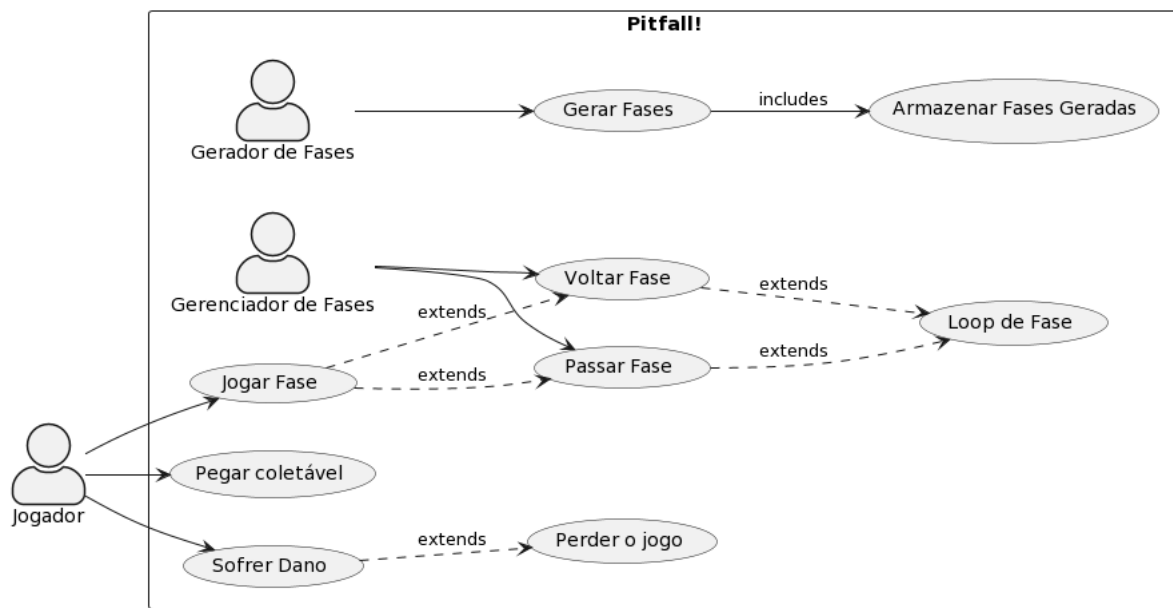 Pitfall!
Gerador de Fases
Gerar Fases
includes
Armazenar Fases Geradas
Gerenciador de Fases
Voltar Fase
extends
extends
Loop de Fase
Jogar Fase
extends
Passar Fase
extends
Jogador
Pegar coletável
Sofrer Dano
extends
Perder o jogo